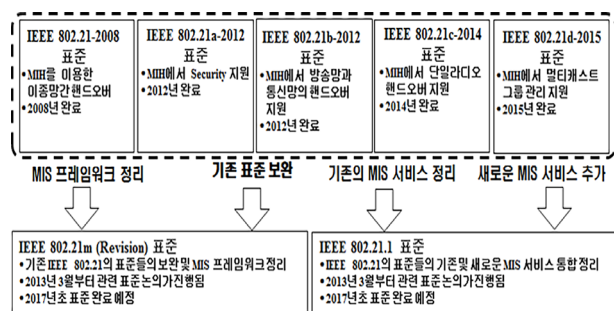 IEEE 802.21-2008
표준
•MIH를 이용한
이종망간 핸드오버
•2008년 완료
IEEE 802.21a-2012
표준
•MIH에서 Security 지원
•2012년 완료
IEEE 802.21b-2012
표준
•MIH에서 방송망과
통신망의 핸드오버
지원
•2012년 완료
IEEE 802.21c-2014
표준
•MIH에서 단일라디오
핸드오버 지원
•2014년 완료
IEEE 802.21d-2015
표준
•MIH에서 멀티캐스트
그룹 관리 지원
•2015년 완료
MIS 프레임워크 정리
기존 표준 보완
기존의 MIS 서비스 정리
새로운 MIS 서비스 추가
IEEE 802.21m (Revision) 표준
•기존 IEEE 802.21의 표준들의 보완 및 MIS 프레임워크 정리
•2013년 3월부터 관련 표준 논의가 진행됨
•2017년 초 표준 완료 예정
IEEE 802.21.1 표준
•IEEE 802.21의 표준들의 기존 및 새로운 MIS 서비스 통합 정리
•2013년 3월부터 관련 표준 논의가 진행됨
•2017년 초 표준 완료 예정